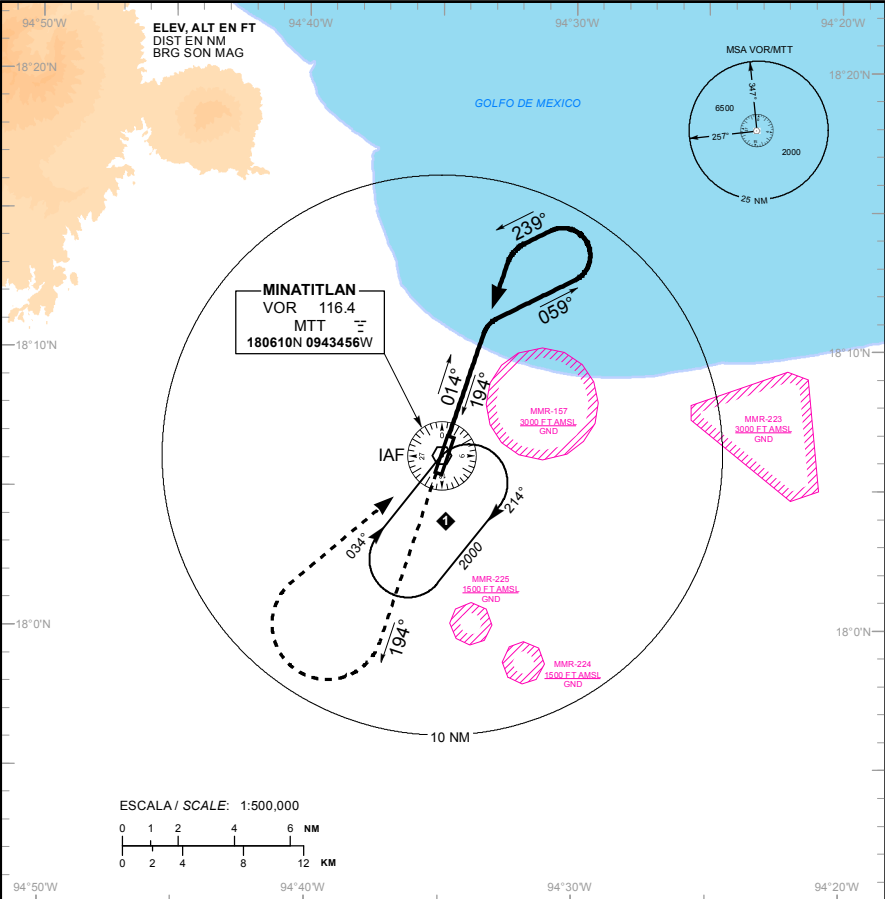 94°50'W
94°40'W
94°30'W
94°20'W
ELEV, ALT EN FT
DIST EN NM
BRG SON MAG
18°20'N
18°20'N
MSA VOR/MTT
347°
6500
257°
2000
25 NM
GOLFO DE MEXICO
239°
059°
MINATITLAN
VOR 116.4
MTT
180610N 0943456W
18°10'N
18°10'N
014°
194°
MMR-157
3000 FT AMSL
GND
MMR-223
3000 FT AMSL
GND
IAF
0
9
27
1
214°
034°
2000
MMR-225
1500 FT AMSL
GND
18°0'N
18°0'N
194°
MMR-224
1500 FT AMSL
GND
10 NM
ESCALA / SCALE: 1:500,000
0 1 2 4 6 NM
0 2 4 8 12 KM
94°50'W
94°40'W
94°30'W
94°20'W